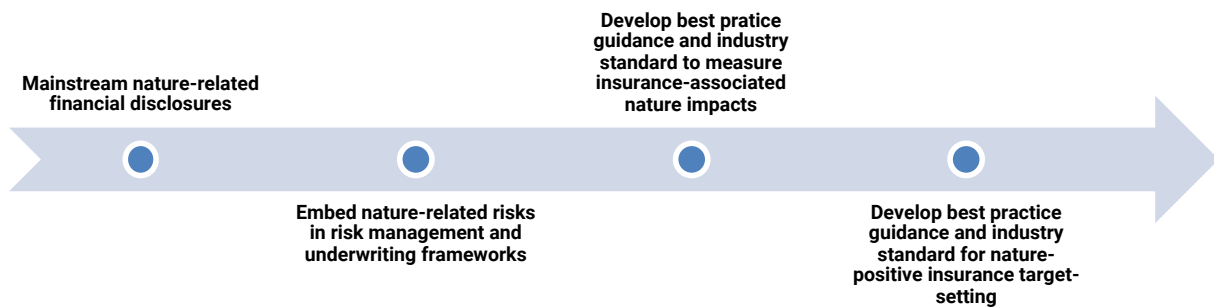 Mainstream nature-related
financial disclosures
Embed nature-related risks
in risk management and
underwriting frameworks
Develop best pratice
guidance and industry
standard to measure
insurance-associated
nature impacts
Develop best practice
guidance and industry
standard for nature-
positive insurance target-
setting